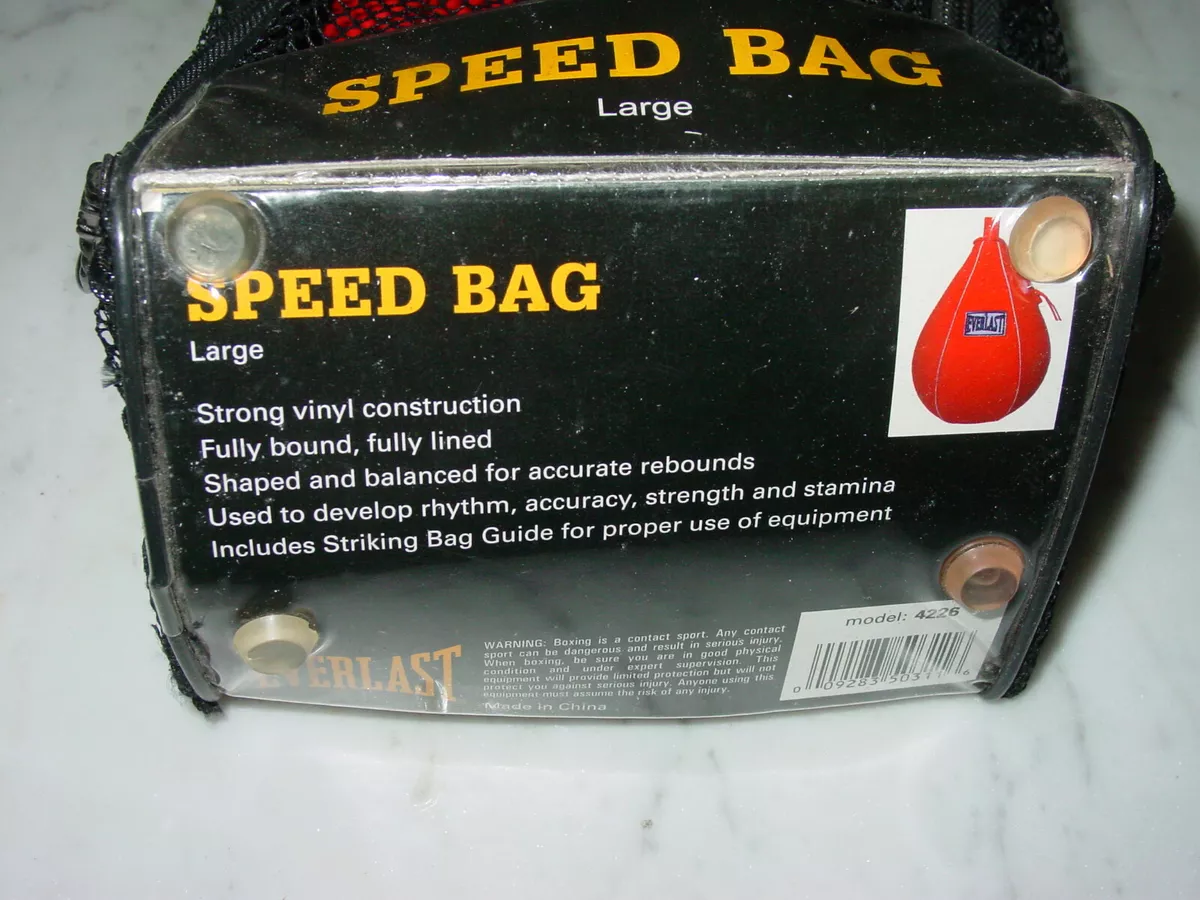 SPEED BAG
Large
SPEED BAG
Large
EVERLAST
Strong vinyl construction
Fully bound, fully lined
Shaped and balanced for accurate rebounds
Used to develop rhythm, accuracy, strength and stamina
Includes Striking Bag Guide for proper use of equipment
EVERLAST
WARNING: Boxing is a contact sport. Any contact
sport can be dangerous and result in serious injury.
When boxing, be sure you are in good physical
condition and under expert supervision. This
equipment will provide limited protection but will not
protect you against serious injury. Anyone using this
equipment must assume the risk of any injury.
Made in China
model: 4226